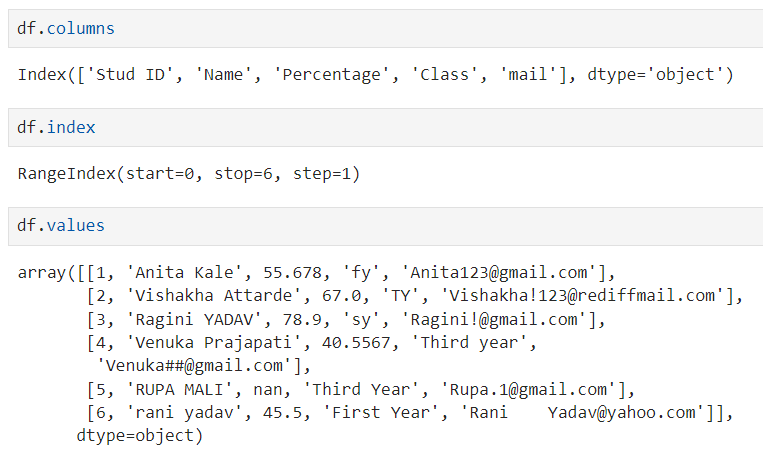 df.columns
Index(['Stud ID', 'Name', 'Percentage', 'Class', 'mail'], dtype='object')
df.index
RangeIndex(start=0, stop=6, step=1)
df.values
array([[1, 'Anita Kale', 55.678, 'fy', 'Anita123@gmail.com'],
       [2, 'Vishakha Attarde', 67.0, 'TY', 'Vishakha!123@rediffmail.com'],
       [3, 'Ragini YADAV', 78.9, 'sy', 'Ragini!@gmail.com'],
       [4, 'Venuka Prajapati', 40.5567, 'Third year',
        'Venuka##@gmail.com'],
       [5, 'RUPA MALI', nan, 'Third Year', 'Rupa.1@gmail.com'],
       [6, 'rani yadav', 45.5, 'First Year', 'Rani    Yadav@yahoo.com']],
      dtype=object)